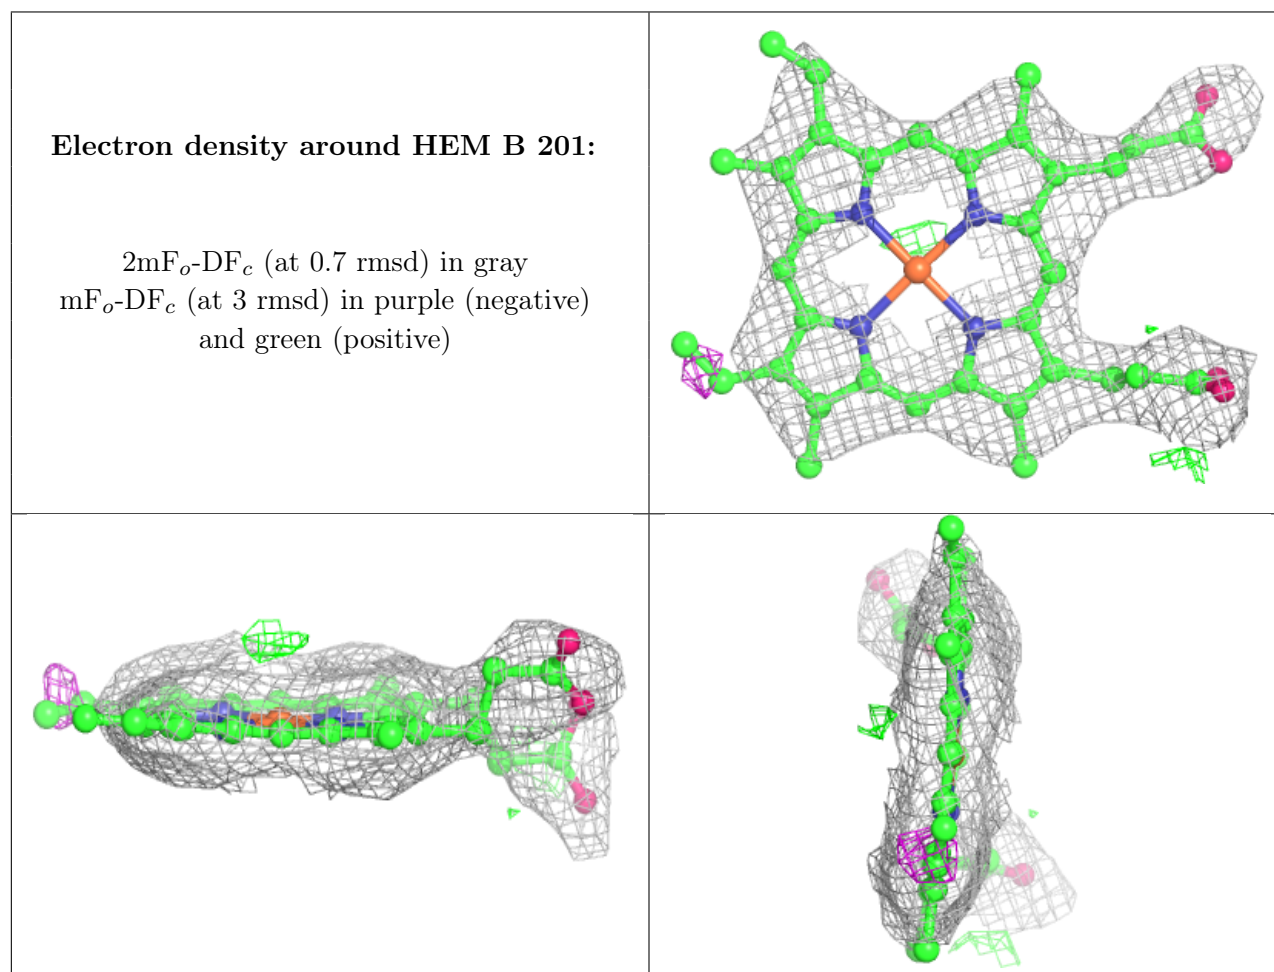 Electron density around HEM B 201:
2mFo-DFc (at 0.7 rmsd) in gray
mFo-DFc (at 3 rmsd) in purple (negative)
and green (positive)